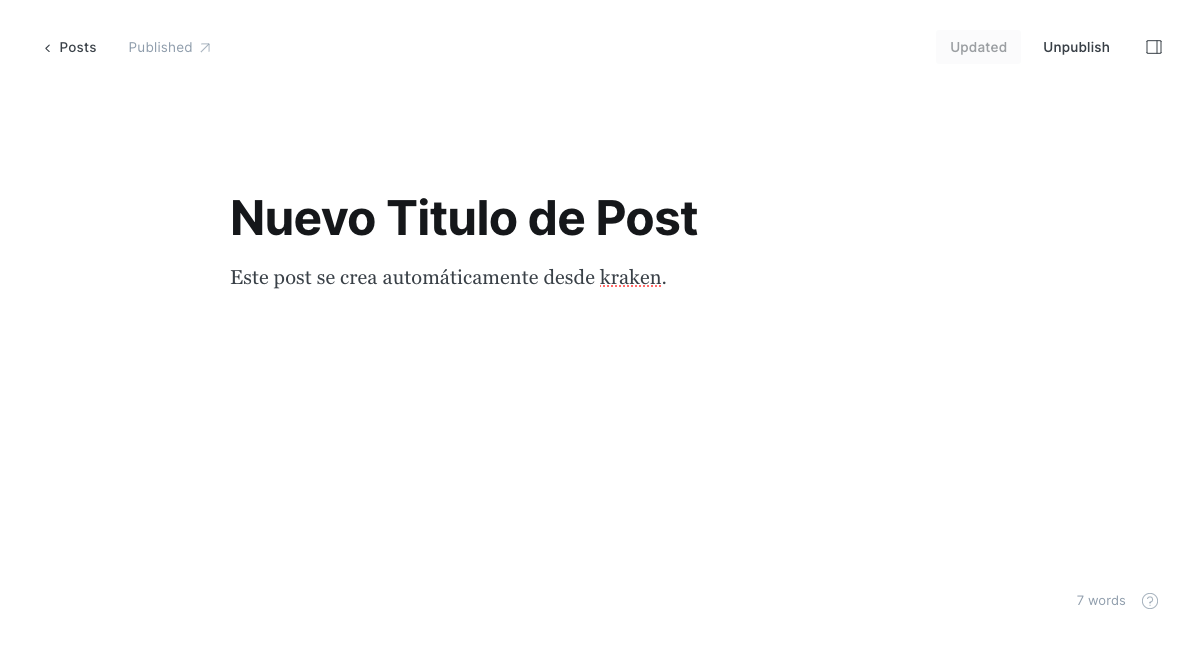 Posts
Published
Updated
Unpublish
Nuevo Titulo de Post
Este post se crea automáticamente desde kraken.
7 words
?